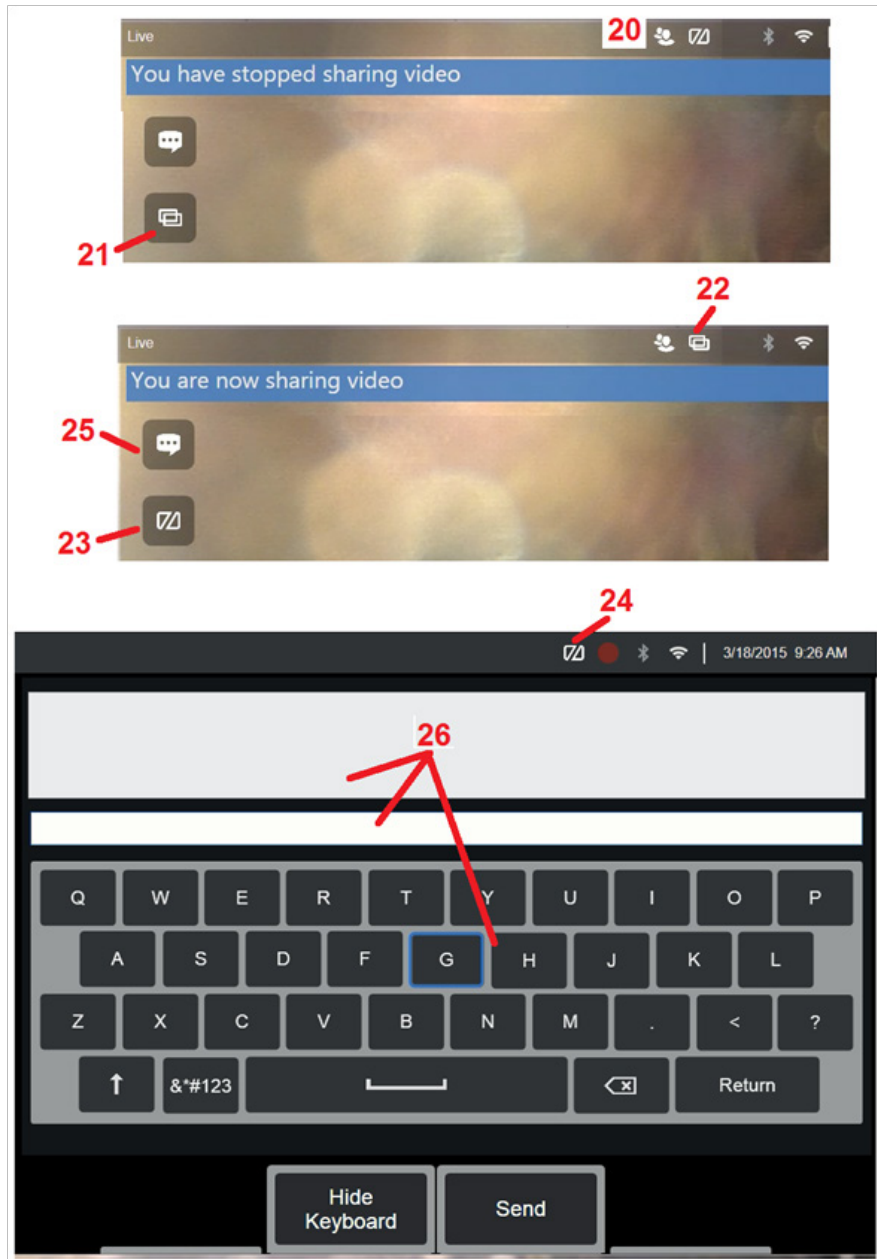 20
Live
You have stopped sharing video
21
22
Live
You are now sharing video
25
23
24
3/18/2015 9:26 AM
26
Q W E R T Y U I O P
A S D F G H J K L
Z X C V B N M . < ?
↑ &*#123 Return
Hide Keyboard Send